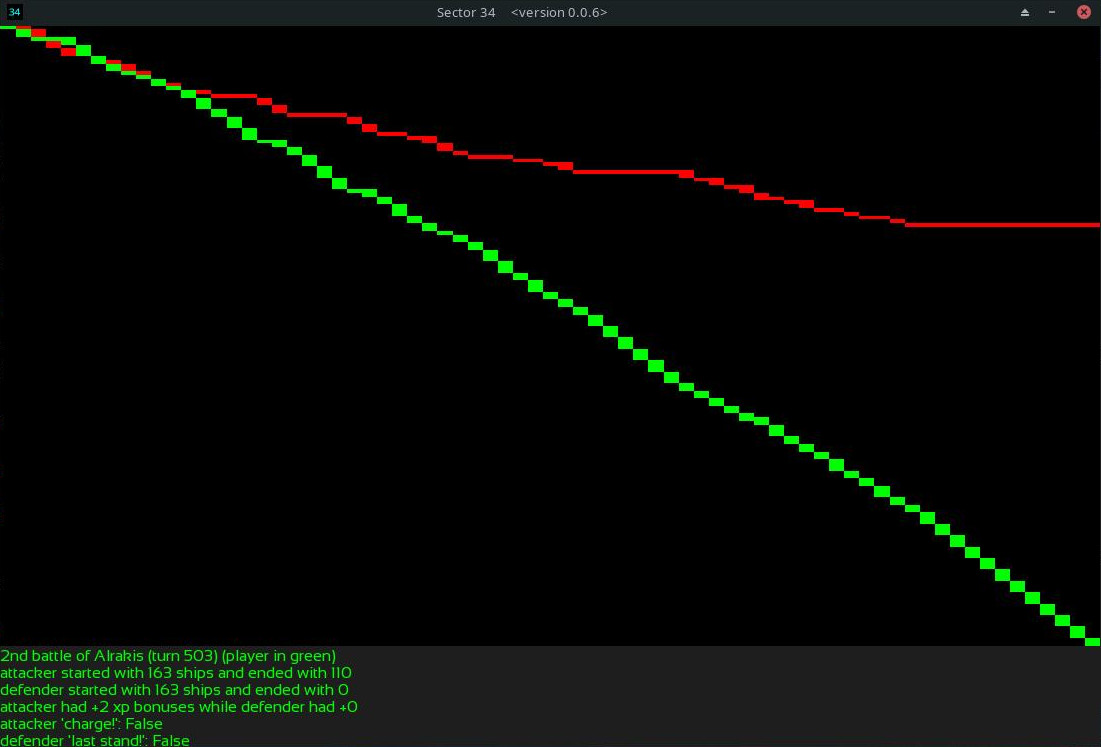 34 Sector 34 <version 0.0.6>
2nd battle of Alrakis (turn 503) (player in green)
attacker started with 163 ships and ended with 110
defender started with 163 ships and ended with 0
attacker had +2 xp bonuses while defender had +0
attacker 'charge!': False
defender 'last stand!': False